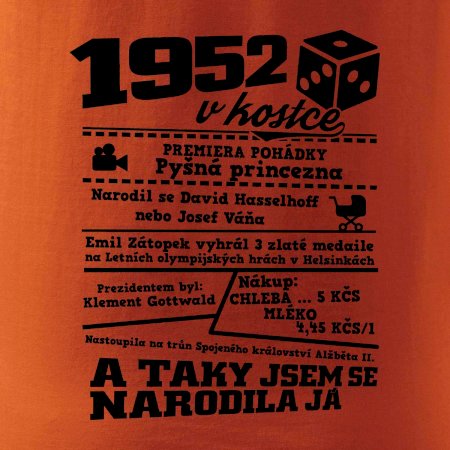 1952
v kostce
PREMIERA POHÁDKY
Pyšná princezna
Narodil se David Hasselhoff
nebo Josef Váňa
Emil Zátopek vyhrál 3 zlaté medaile
na Letních olympijských hrách v Helsinkách
Prezidentem byl:
Klement Gottwald
Nákup:
CHLEBA ... 5 KČS
MLÉKO
4,45 KČS/1
Nastoupila na trůn Spojeného království Alžběta II.
A TAKY JSEM SE
NARODILA JÁ